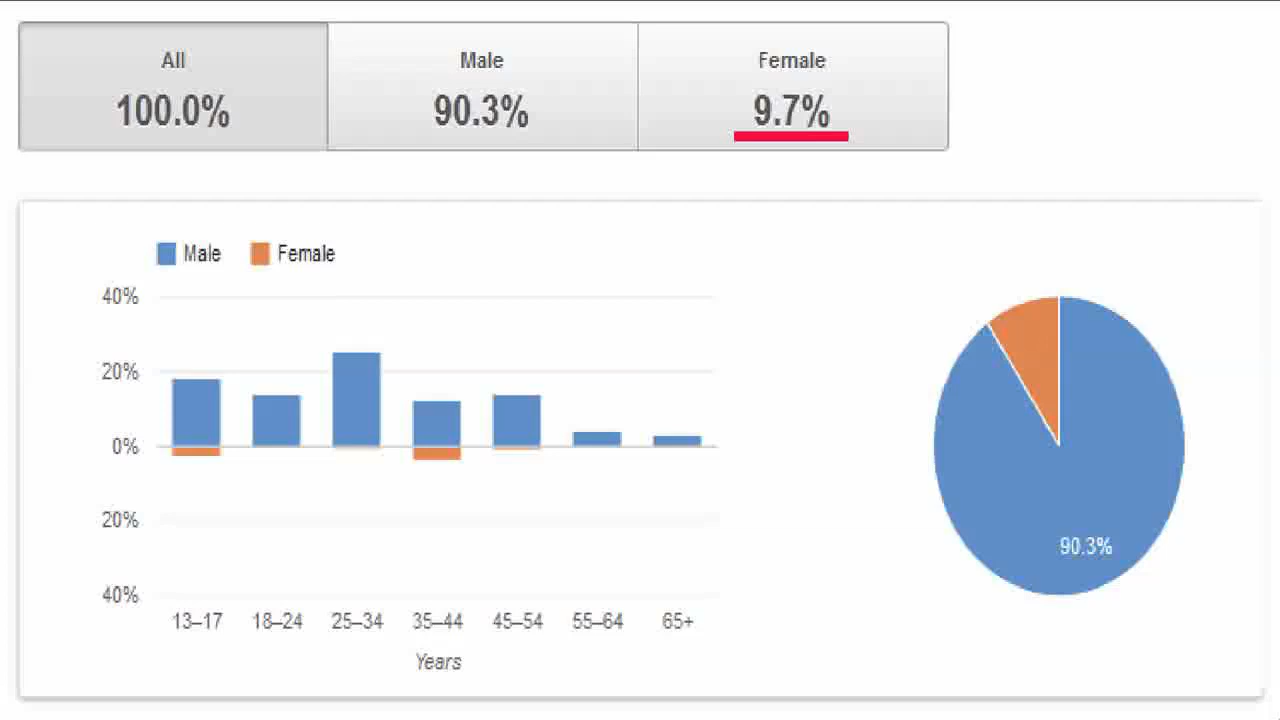 All Male Female
100.0% 90.3% 9.7%
Male Female
40%
20%
0%
20%
40%
90.3%
13–17 18–24 25–34 35–44 45–54 55–64 65+
Years